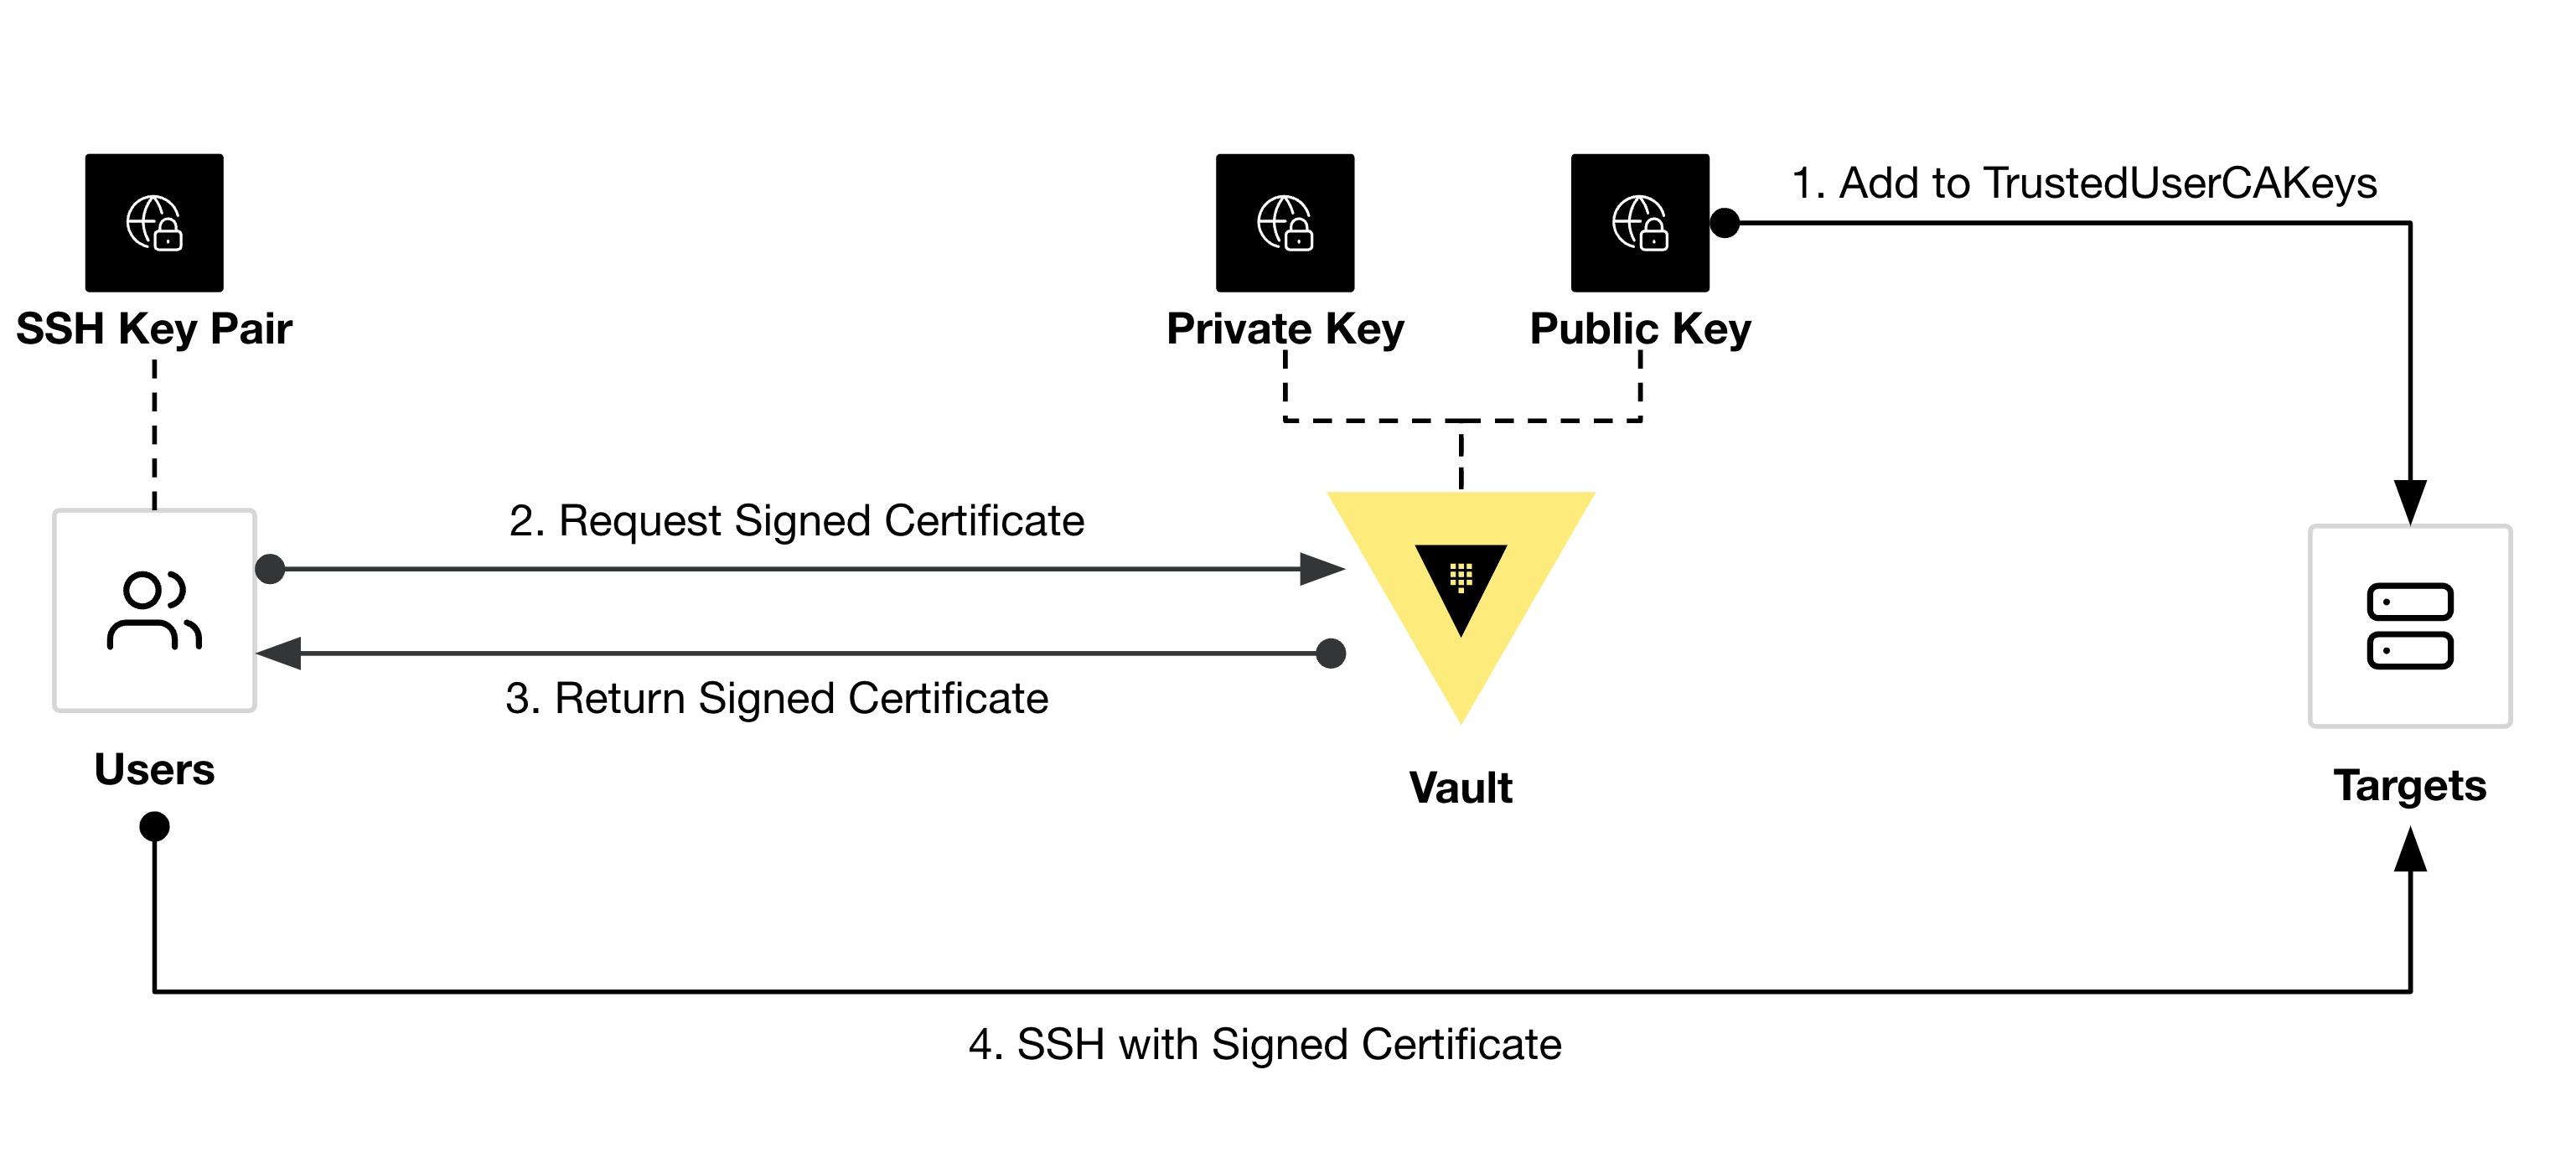 1. Add to TrustedUserCAKeys
SSH Key Pair
Private Key
Public Key
2. Request Signed Certificate
3. Return Signed Certificate
Users
Vault
Targets
4. SSH with Signed Certificate